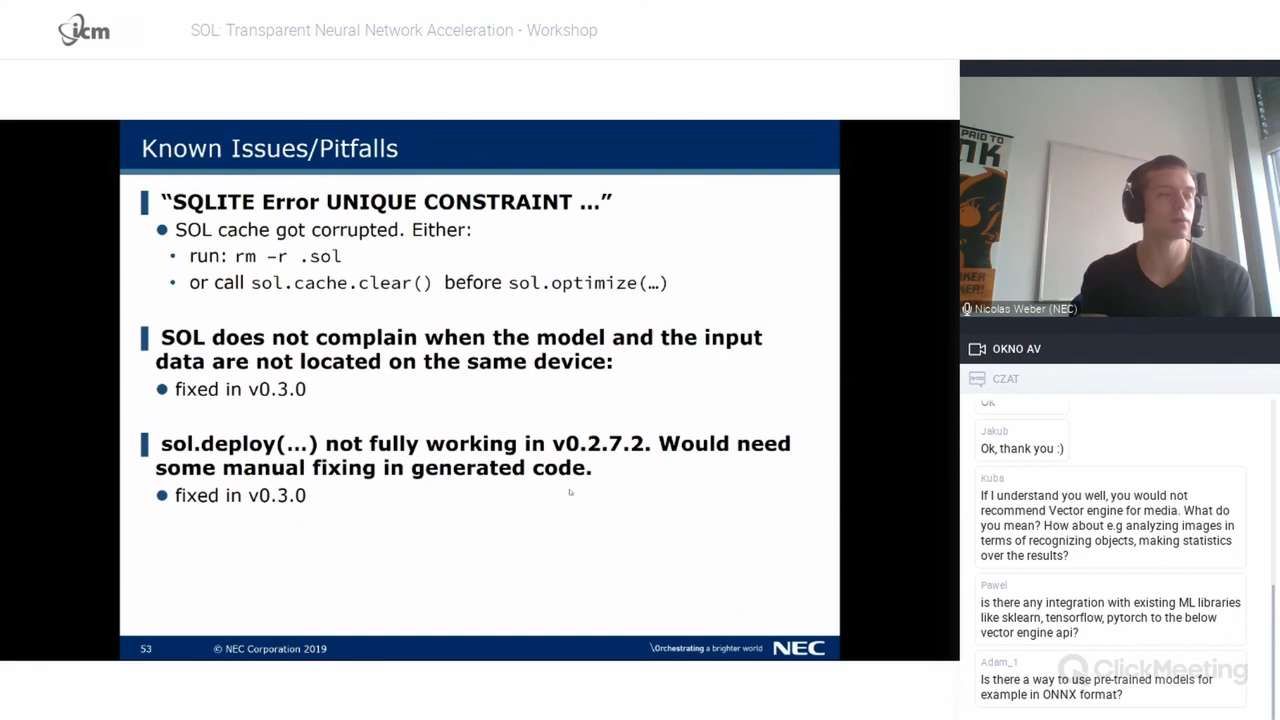 icm
SOL: Transparent Neural Network Acceleration - Workshop
Known Issues/Pitfalls
“SQLITE Error UNIQUE CONSTRAINT ...”
SOL cache got corrupted. Either:
run: rm –r .sol
or call sol.cache.clear() before sol.optimize(…)
SOL does not complain when the model and the input
data are not located on the same device:
fixed in v0.3.0
sol.deploy(...) not fully working in v0.2.7.2. Would need
some manual fixing in generated code.
fixed in v0.3.0
53
© NEC Corporation 2019
\Orchestrating a brighter world
NEC
PAID TO
NK
Nicolas Weber (NEC)
OKNO AV
CZAT
Ok
Jakub
Ok, thank you :)
Kuba
If I understand you well, you would not
recommend Vector engine for media. What do
you mean? How about e.g analyzing images in
terms of recognizing objects, making statistics
over the results?
Pawel
is there any integration with existing ML libraries
like sklearn, tensorflow, pytorch to the below
vector engine api?
Adam_1
Is there a way to use pre-trained models for
example in ONNX format?
ClickMeeting